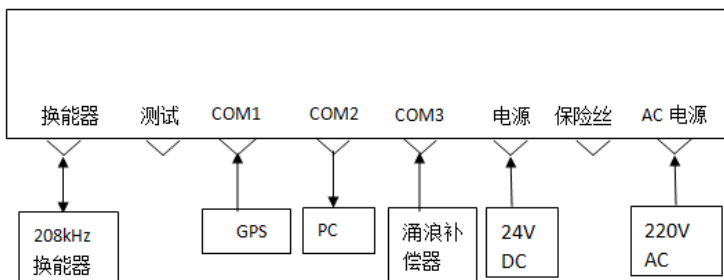 换能器 测试 COM1 COM2 COM3 电源 保险丝 AC 电源
208kHz
换能器
GPS
PC
涌浪补
偿器
24V
DC
220V
AC